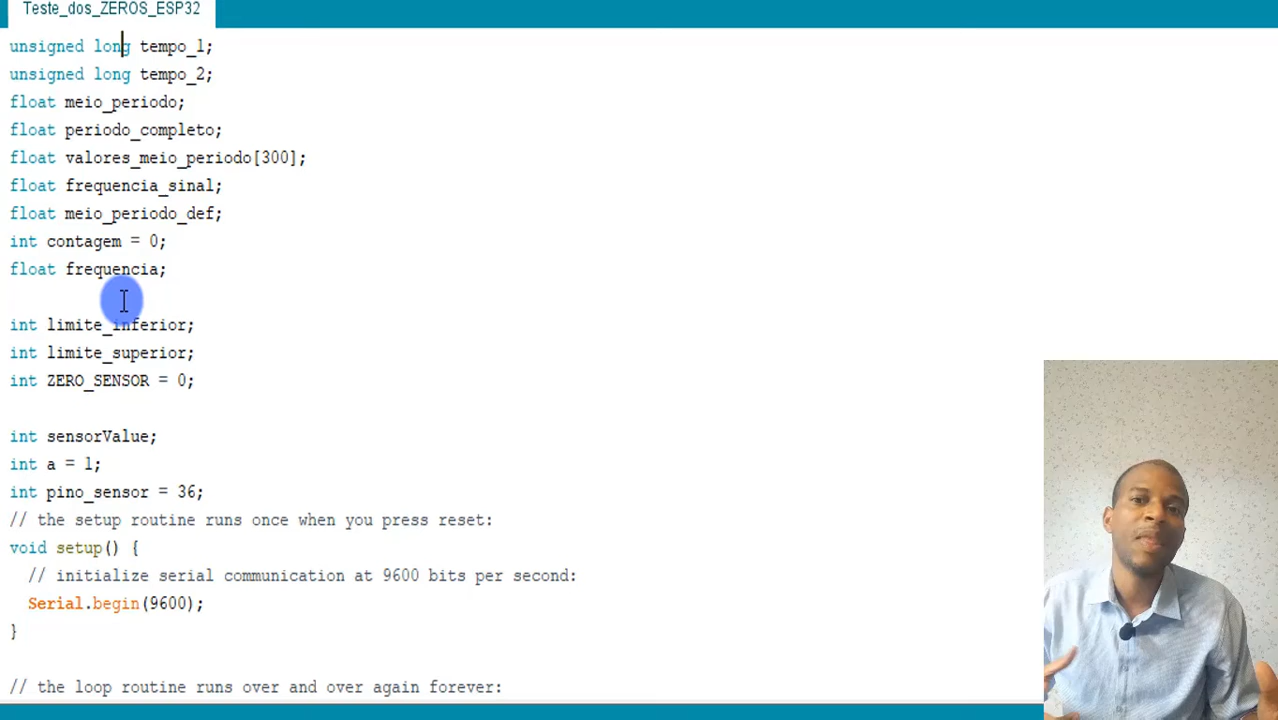 Teste_dos_ZEROS_ESP32
unsigned long tempo_1;
unsigned long tempo_2;
float meio_periodo;
float periodo_completo;
float valores_meio_periodo[300];
float frequencia_sinal;
float meio_periodo_def;
int contagem = 0;
float frequencia;
int limite_inferior;
int limite_superior;
int ZERO_SENSOR = 0;
int sensorValue;
int a = 1;
int pino_sensor = 36;
// the setup routine runs once when you press reset:
void setup() {
// initialize serial communication at 9600 bits per second:
Serial.begin(9600);
}
// the loop routine runs over and over again forever: